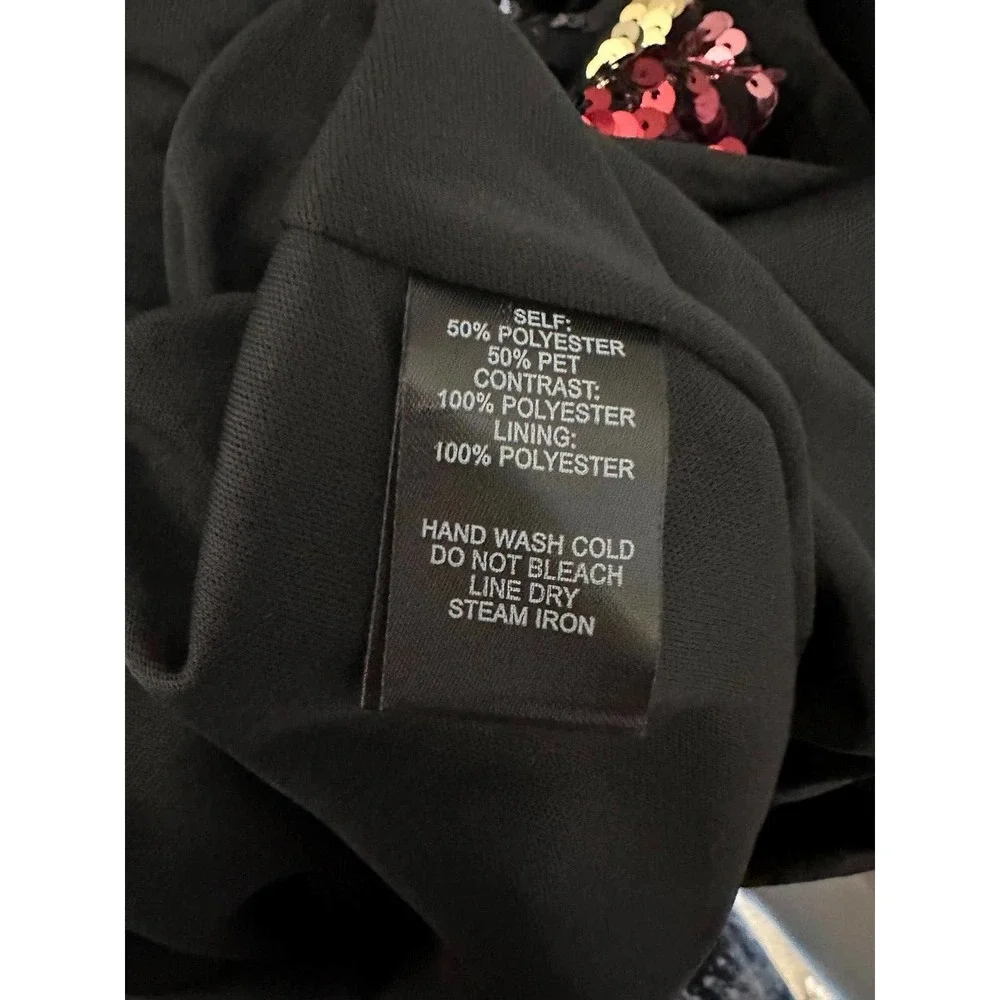 SELF:
50% POLYESTER
50% PET
CONTRAST:
100% POLYESTER
LINING:
100% POLYESTER
HAND WASH COLD
DO NOT BLEACH
LINE DRY
STEAM IRON